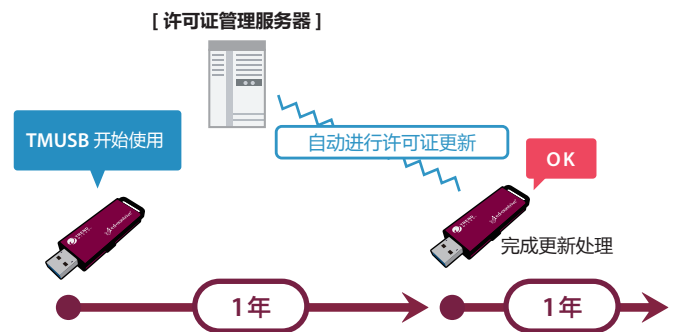 [ 许可证管理服务器 ]
TMUSB 开始使用
自动进行许可证更新
OK
完成更新处理
1年
1年